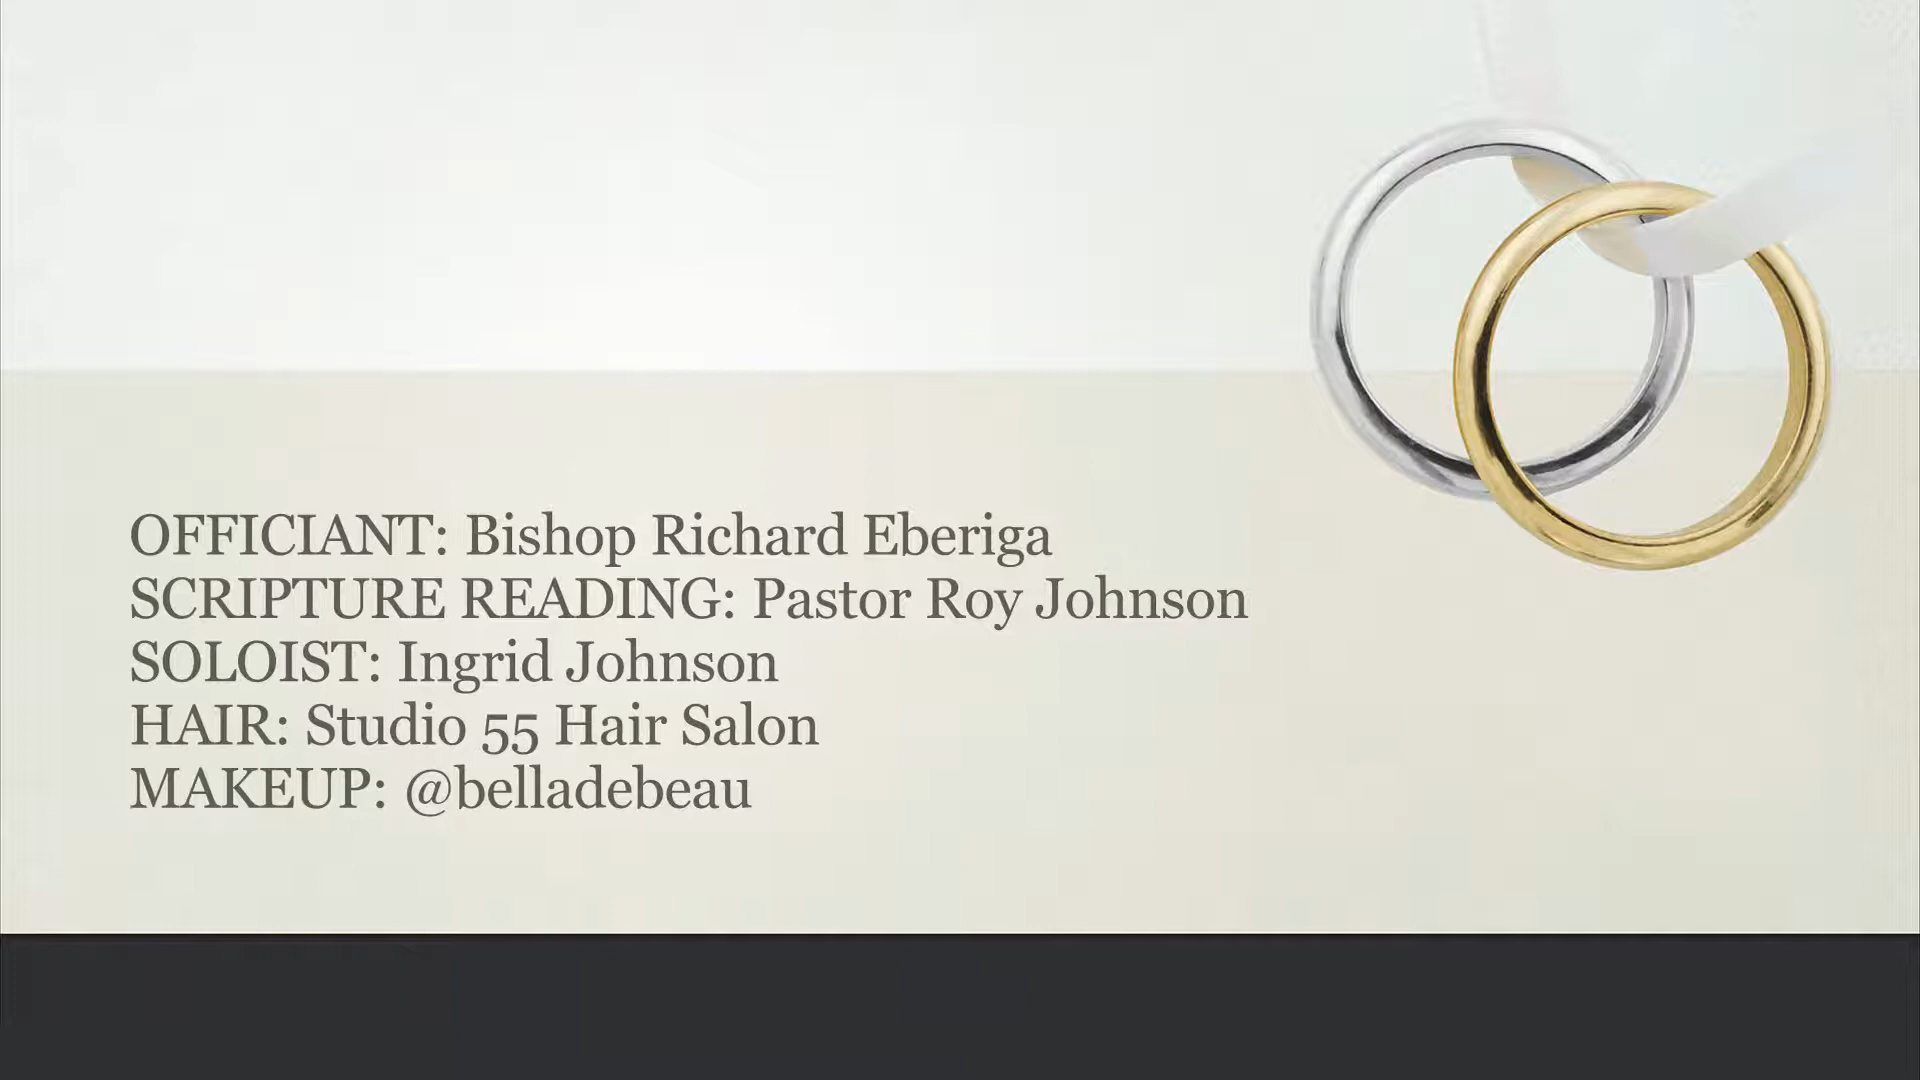 OFFICIANT: Bishop Richard Eberiga
SCRIPTURE READING: Pastor Roy Johnson
SOLOIST: Ingrid Johnson
HAIR: Studio 55 Hair Salon
MAKEUP: @belladebeau